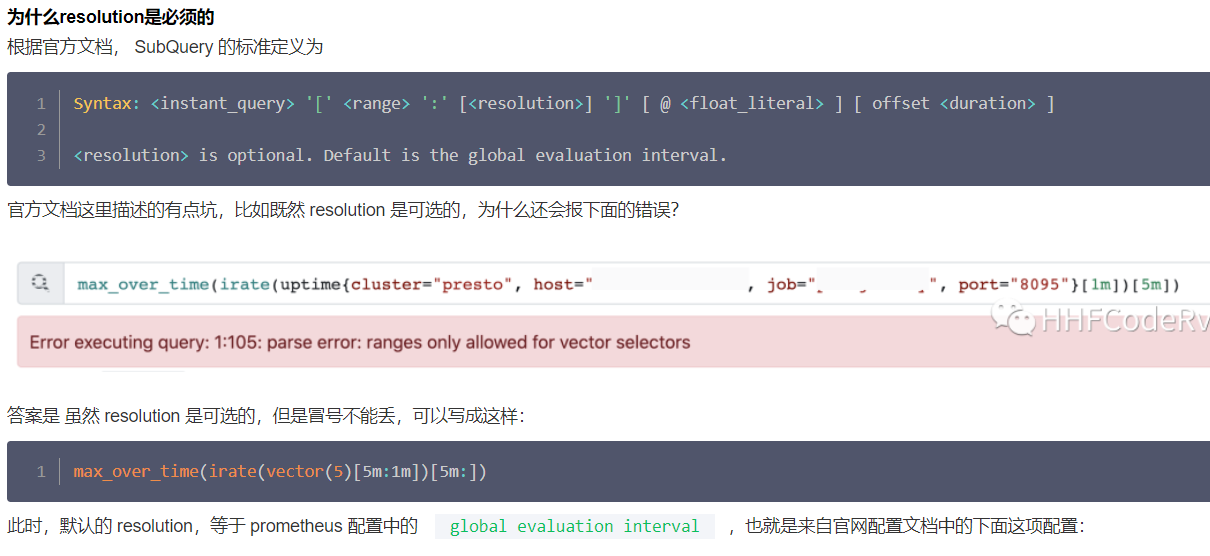 为什么resolution是必须的
根据官方文档， SubQuery 的标准定义为
1 Syntax: <instant_query> '[' <range> ':' [<resolution>] ']' [ @ <float_literal> ] [ offset <duration> ]
2
3 <resolution> is optional. Default is the global evaluation interval.
官方文档这里描述的有点坑，比如既然 resolution 是可选的，为什么还会报下面的错误？
max_over_time(irate(uptime{cluster="presto", host=" , job=" ", port="8095"}[1m])[5m])
HHFCodeRv
Error executing query: 1:105: parse error: ranges only allowed for vector selectors
答案是 虽然 resolution 是可选的，但是冒号不能丢，可以写成这样：
1 max_over_time(irate(vector(5)[5m:1m])[5m:])
此时，默认的 resolution，等于 prometheus 配置中的 global evaluation interval ，也就是来自官网配置文档中的下面这项配置：